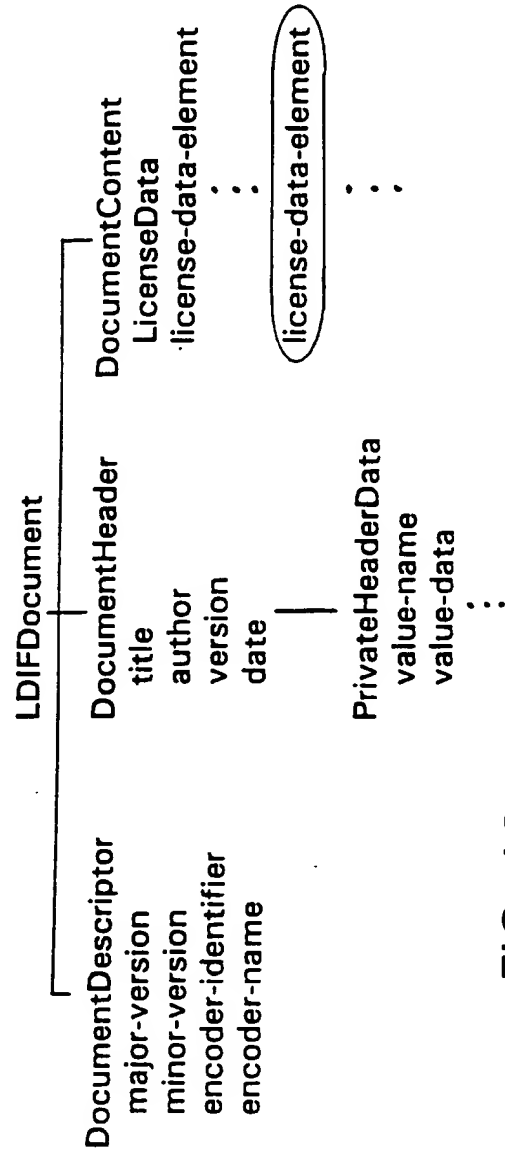 LDIFDocument
DocumentDescriptor
major-version
minor-version
encoder-identifier
encoder-name
DocumentHeader
title
author
version
date
PrivateHeaderData
value-name
value-data
DocumentContent
LicenseData
license-data-element
license-data-element